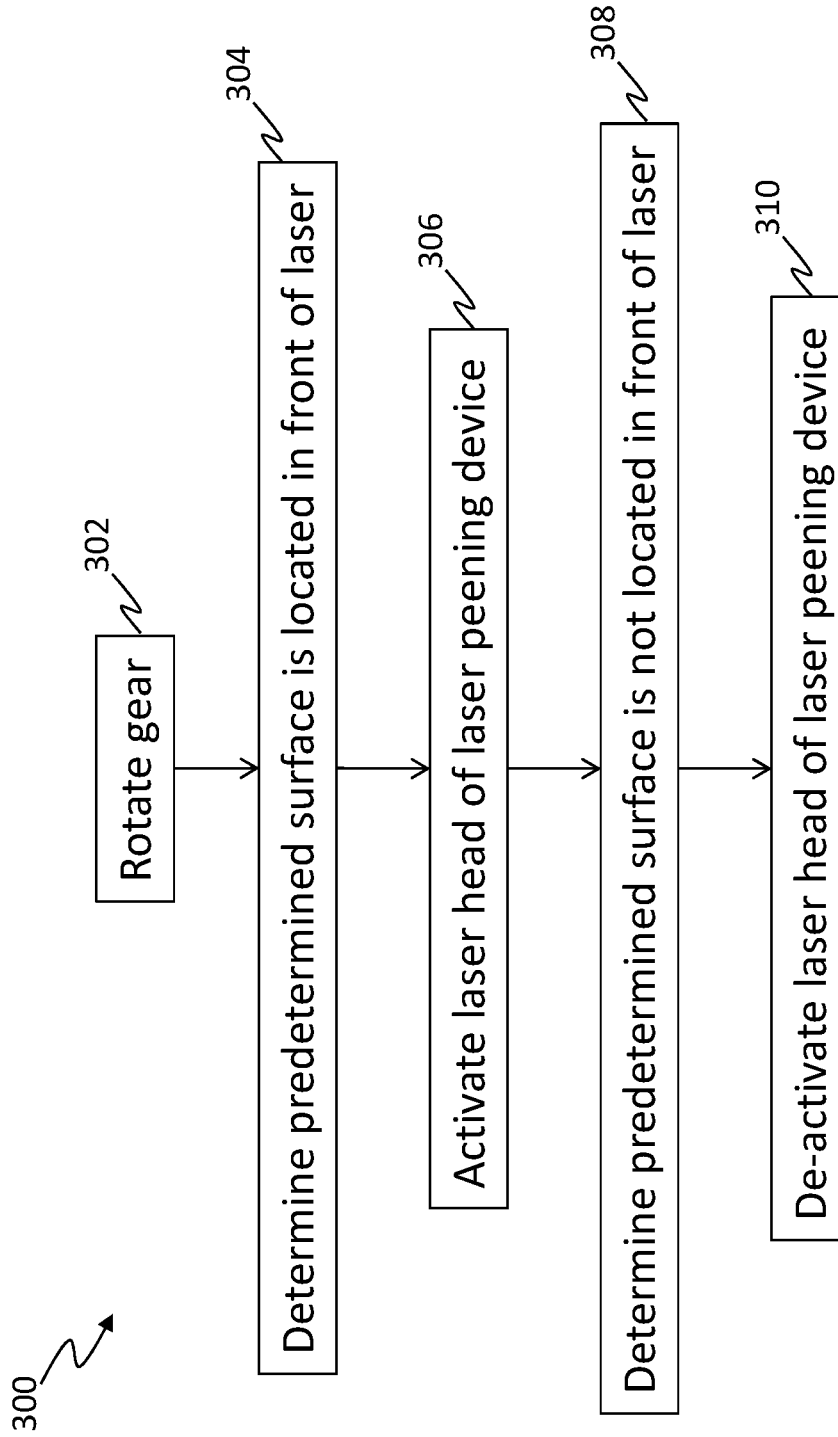 300
302
Rotate gear
304
Determine predetermined surface is located in front of laser
306
Activate laser head of laser peening device
308
Determine predetermined surface is not located in front of laser
310
De-activate laser head of laser peening device